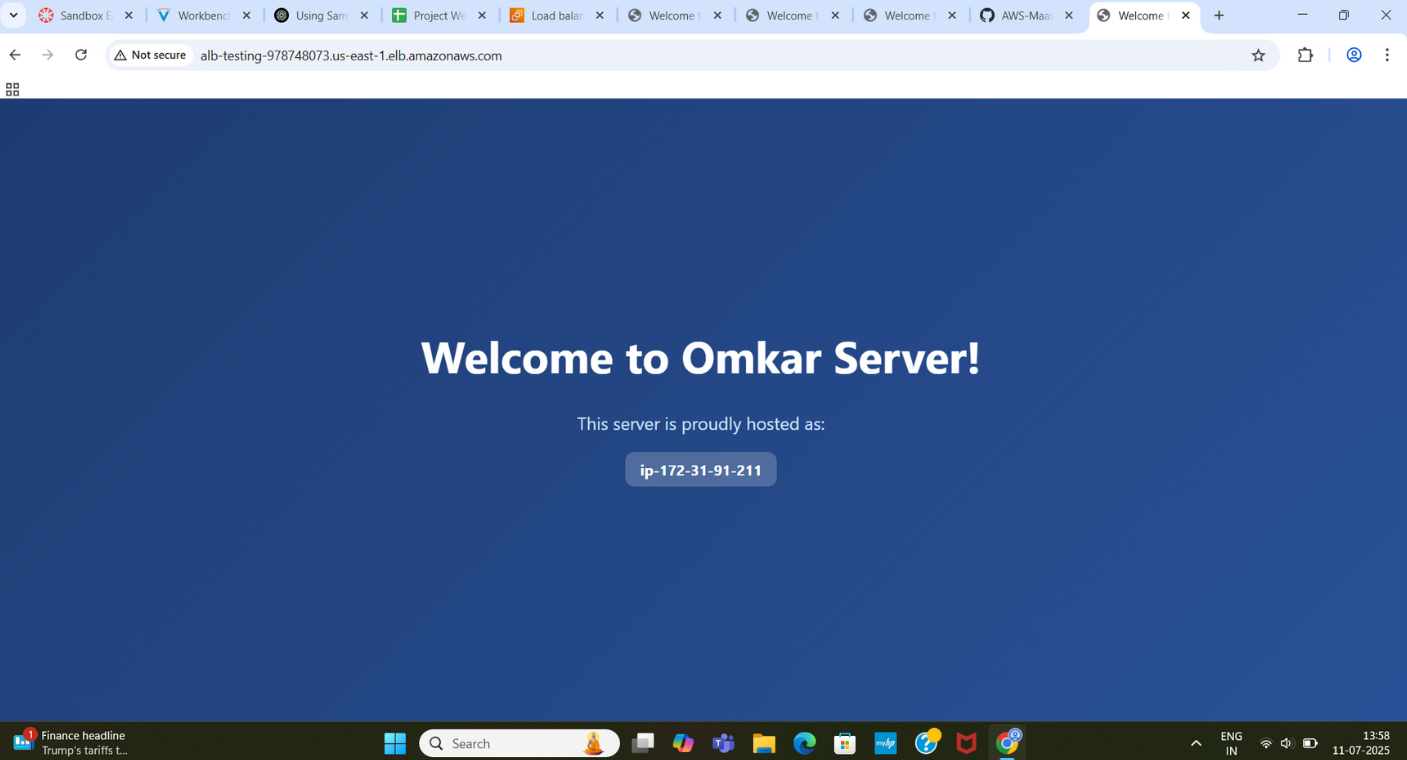 Sandbox E
Workbenc
Using Sam
Project We
Load balan
Welcome t
Welcome t
Welcome t
AWS-Maa
Welcome t
Not secure
alb-testing-978748073.us-east-1.elb.amazonaws.com
Welcome to Omkar Server!
This server is proudly hosted as:
ip-172-31-91-211
1
Finance headline
Trump's tariffs t...
Search
myhp
ENG
IN
13:58
11-07-2025